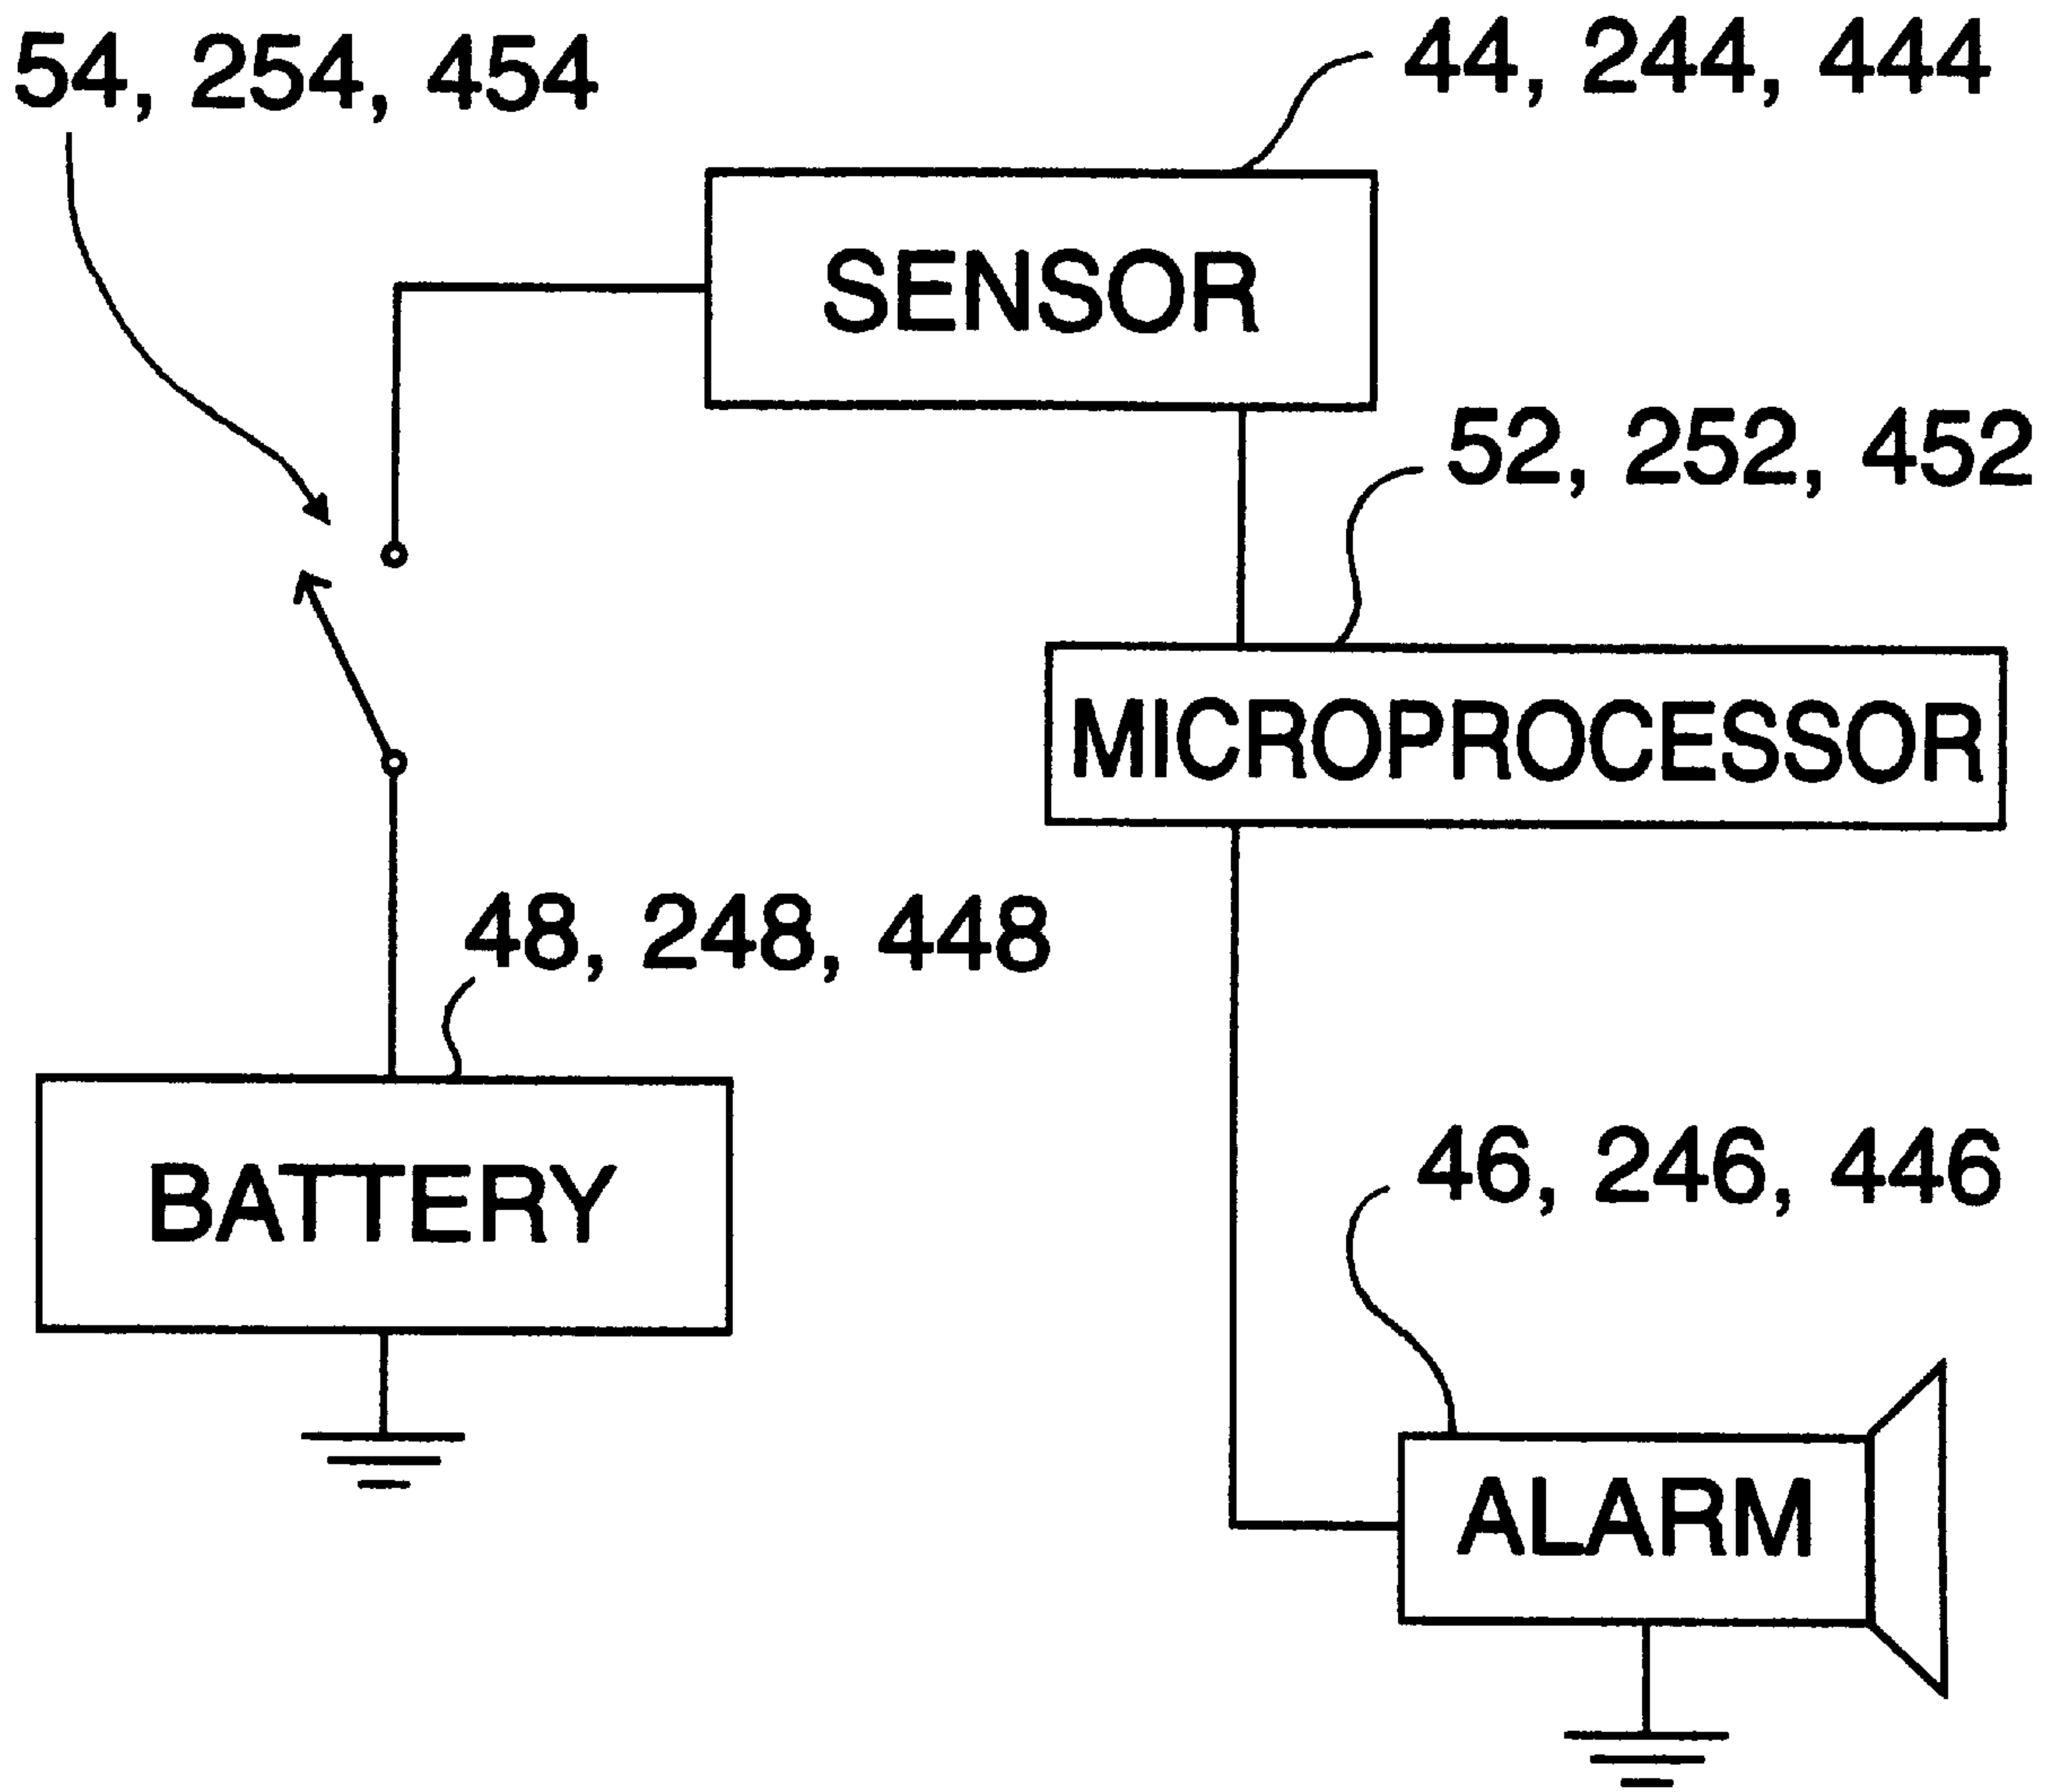 54, 254, 454
44, 244, 444
SENSOR
52, 252, 452
MICROPROCESSOR
48, 248, 448
BATTERY
46, 246, 446
ALARM